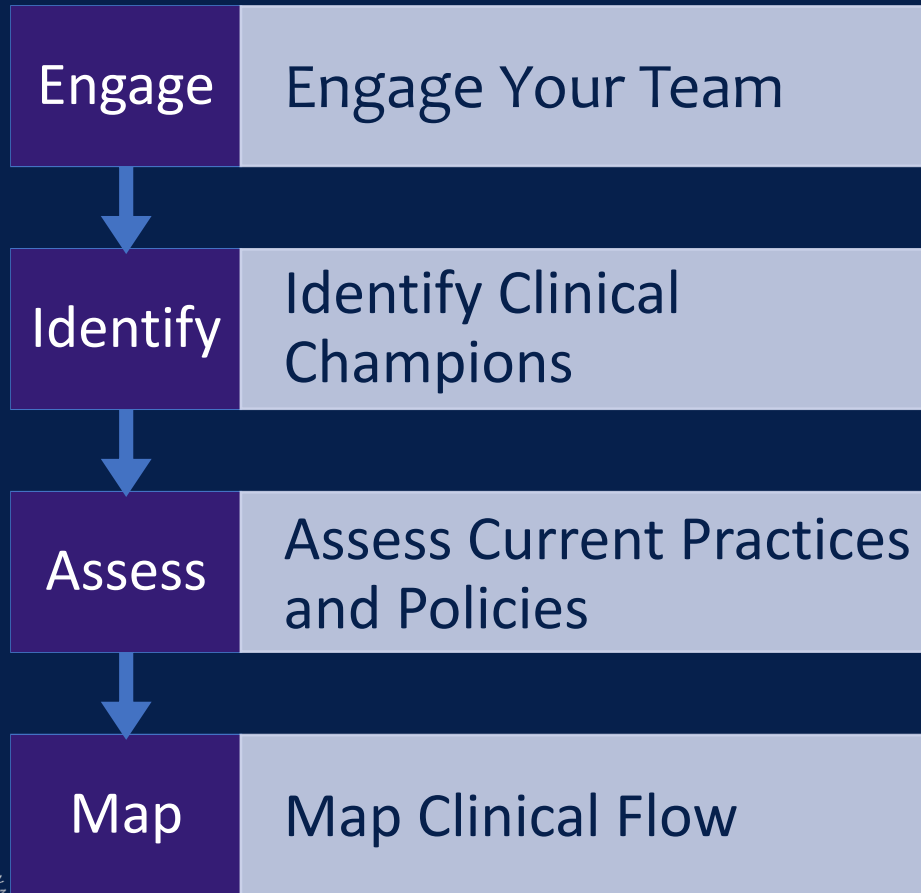 Engage
Engage Your Team
Identify
Identify Clinical
Champions
Assess
Assess Current Practices
and Policies
Map
Map Clinical Flow